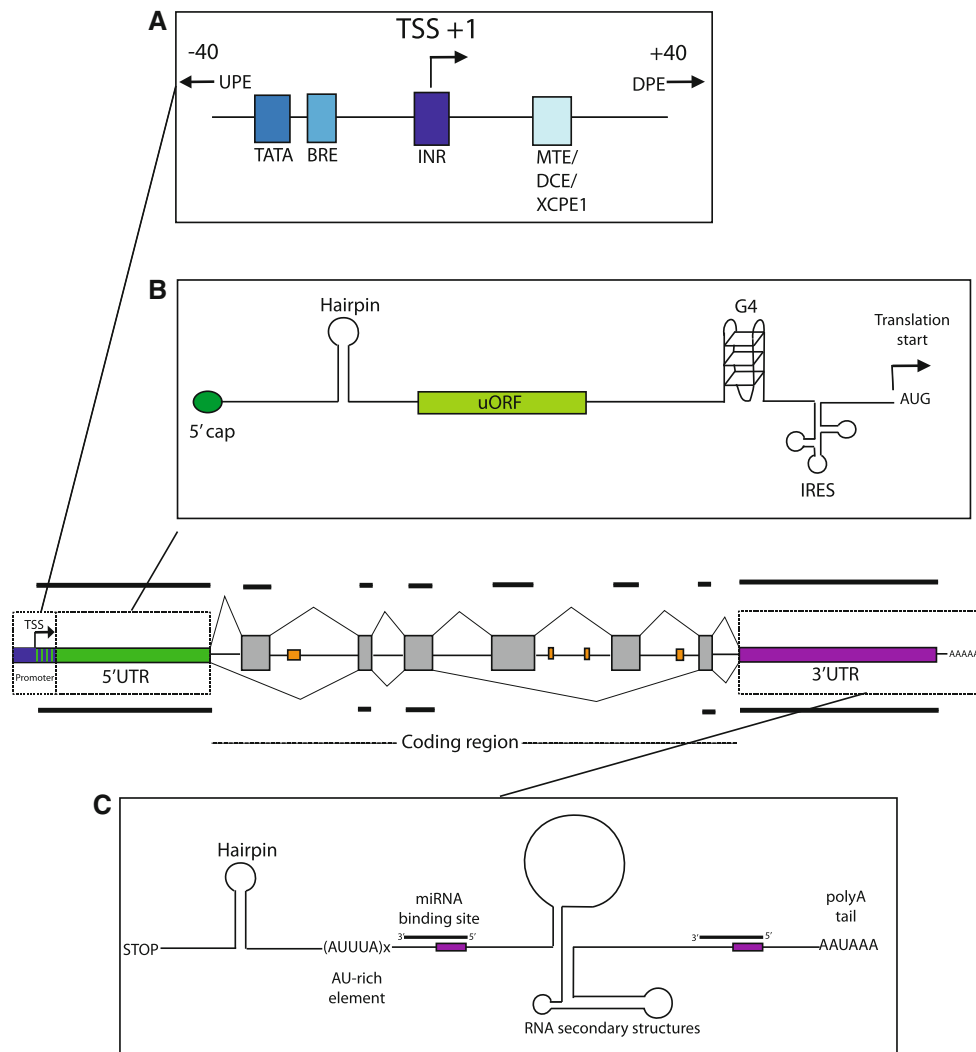 A
TSS +1
-40
+40
UPE
DPE
TATA
BRE
INR
MTE/
DCE/
XCPE1
B
Hairpin
G4
Translation
start
uORF
AUG
5' cap
IRES
TSS
Promoter
5'UTR
3'UTR
AAAAA
Coding region
C
Hairpin
miRNA
binding site
polyA
tail
3'
5'
3'
5'
STOP
(AUUUA)x
AAUAAA
AU-rich
element
RNA secondary structures